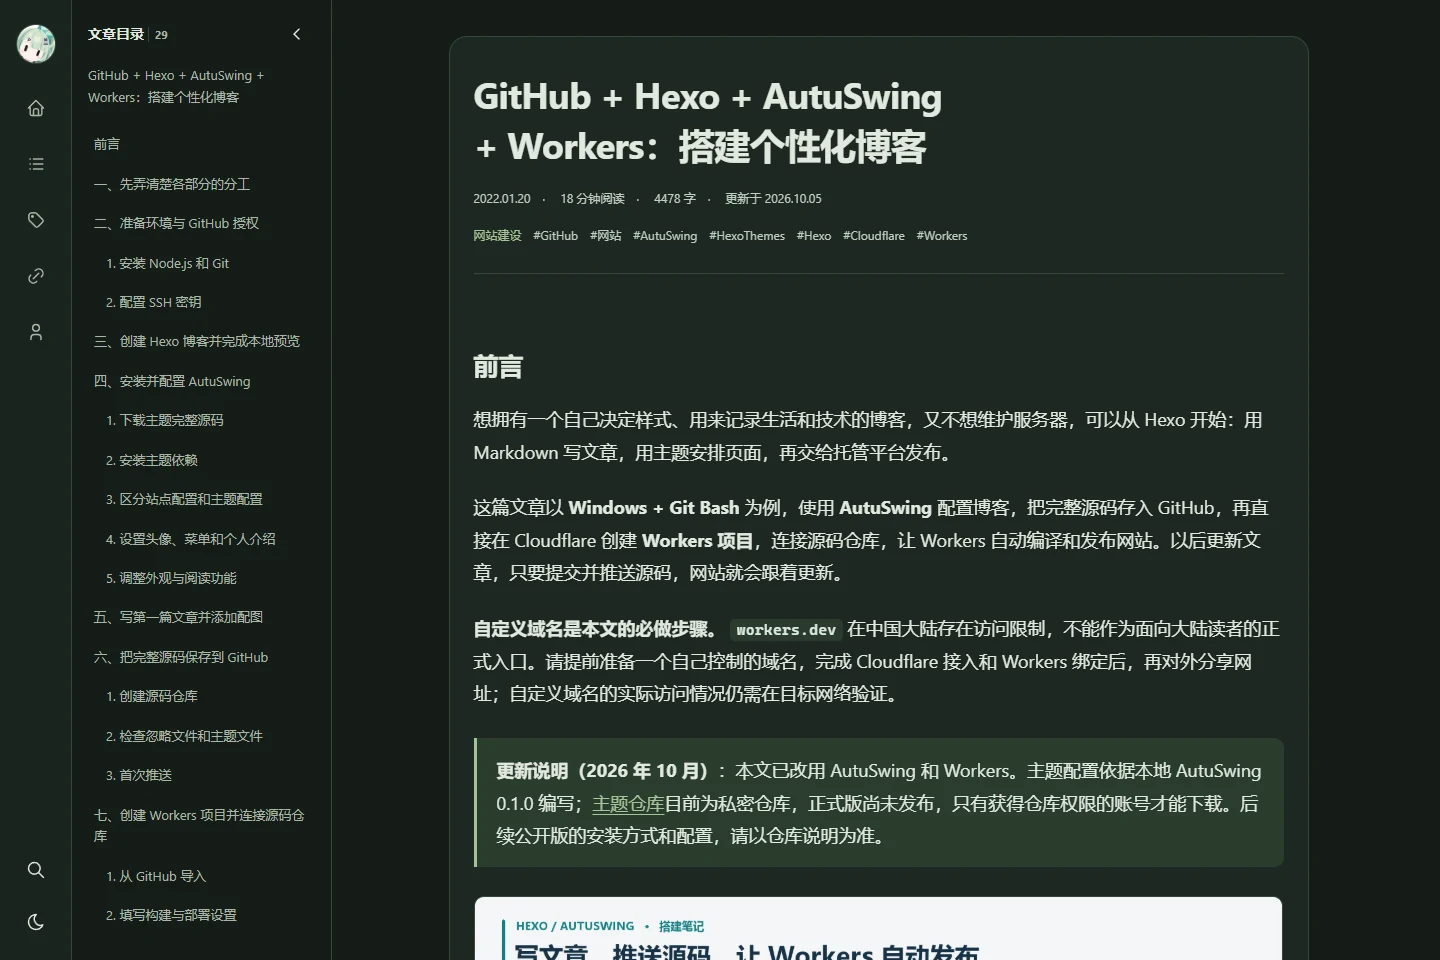 文章目录 29
GitHub + Hexo + AutuSwing +
Workers：搭建个性化博客
前言
一、先弄清楚各部分的分工
二、准备环境与 GitHub 授权
1. 安装 Node.js 和 Git
2. 配置 SSH 密钥
三、创建 Hexo 博客并完成本地预览
四、安装并配置 AutuSwing
1. 下载主题完整源码
2. 安装主题依赖
3. 区分站点配置和主题配置
4. 设置头像、菜单和个人介绍
5. 调整外观与阅读功能
五、写第一篇文章并添加配图
六、把完整源码保存到 GitHub
1. 创建源码仓库
2. 检查忽略文件和主题文件
3. 首次推送
七、创建 Workers 项目并连接源码仓
库
1. 从 GitHub 导入
2. 填写构建与部署设置
GitHub + Hexo + AutuSwing
+ Workers：搭建个性化博客
2022.01.20 · 18 分钟阅读 · 4478 字 · 更新于 2026.10.05
网站建设 #GitHub #网站 #AutuSwing #HexoThemes #Hexo #Cloudflare #Workers
前言
想拥有一个自己决定样式、用来记录生活和技术的博客，又不想维护服务器，可以从 Hexo 开始：用
Markdown 写文章，用主题安排页面，再交给托管平台发布。
这篇文章以 Windows + Git Bash 为例，使用 AutuSwing 配置博客，把完整源码存入 GitHub，再直
接在 Cloudflare 创建 Workers 项目，连接源码仓库，让 Workers 自动编译和发布网站。以后更新文
章，只要提交并推送源码，网站就会跟着更新。
自定义域名是本文的必做步骤。 workers.dev 在中国大陆存在访问限制，不能作为面向大陆读者的正
式入口。请提前准备一个自己控制的域名，完成 Cloudflare 接入和 Workers 绑定后，再对外分享网
址；自定义域名的实际访问情况仍需在目标网络验证。
更新说明（2026 年 10 月）：本文已改用 AutuSwing 和 Workers。主题配置依据本地 AutuSwing
0.1.0 编写；主题仓库目前为私密仓库，正式版尚未发布，只有获得仓库权限的账号才能下载。后
续公开版的安装方式和配置，请以仓库说明为准。
HEXO / AUTUSWING · 搭建笔记
写文章，推送源码，让 Workers 自动发布